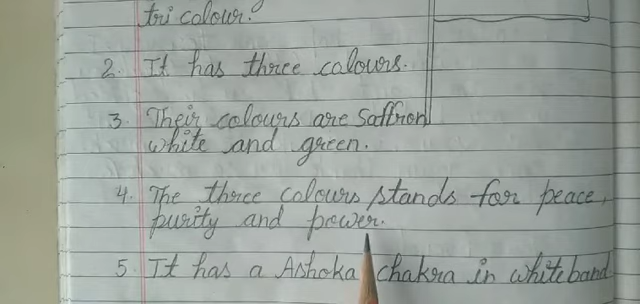 tri colour.
2. It has three colours.
3. Their colours are Saffron
white and green.
4. The three colours stands for peace,
purity and power.
5. It has a Ashoka chakra in white band